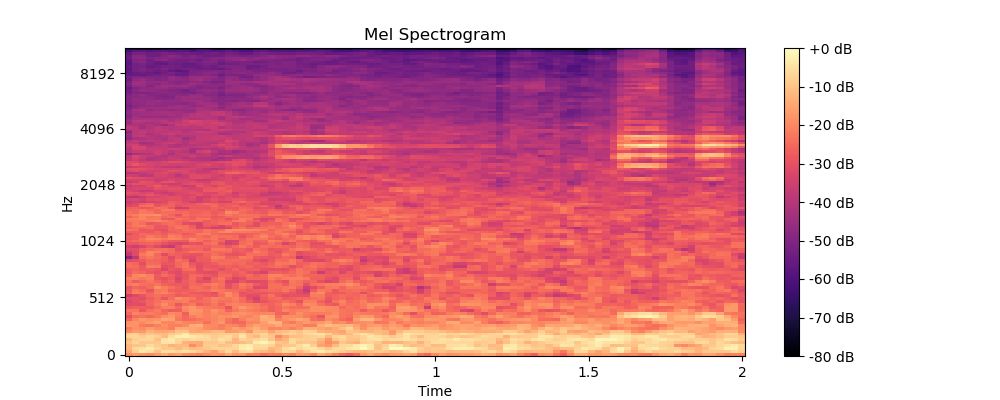 Mel Spectrogram
Hz
8192
4096
2048
1024
512
0
0
0.5
1
1.5
2
Time
+0 dB
-10 dB
-20 dB
-30 dB
-40 dB
-50 dB
-60 dB
-70 dB
-80 dB